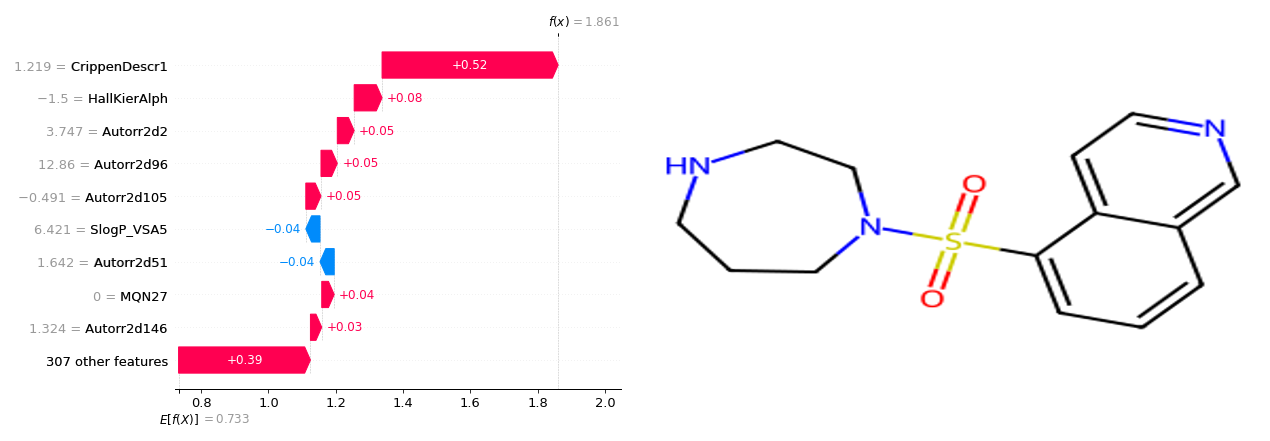 f(x) = 1.861
1.219 = CrippenDescr1 +0.52
−1.5 = HallKierAlph +0.08
3.747 = Autorr2d2 +0.05
12.86 = Autorr2d96 +0.05
−0.491 = Autorr2d105 +0.05
6.421 = SlogP_VSA5 −0.04
1.642 = Autorr2d51 −0.04
0 = MQN27 +0.04
1.324 = Autorr2d146 +0.03
307 other features +0.39
0.8 1.0 1.2 1.4 1.6 1.8 2.0
E[f(X)] = 0.733
N
HN
O
N
S
O